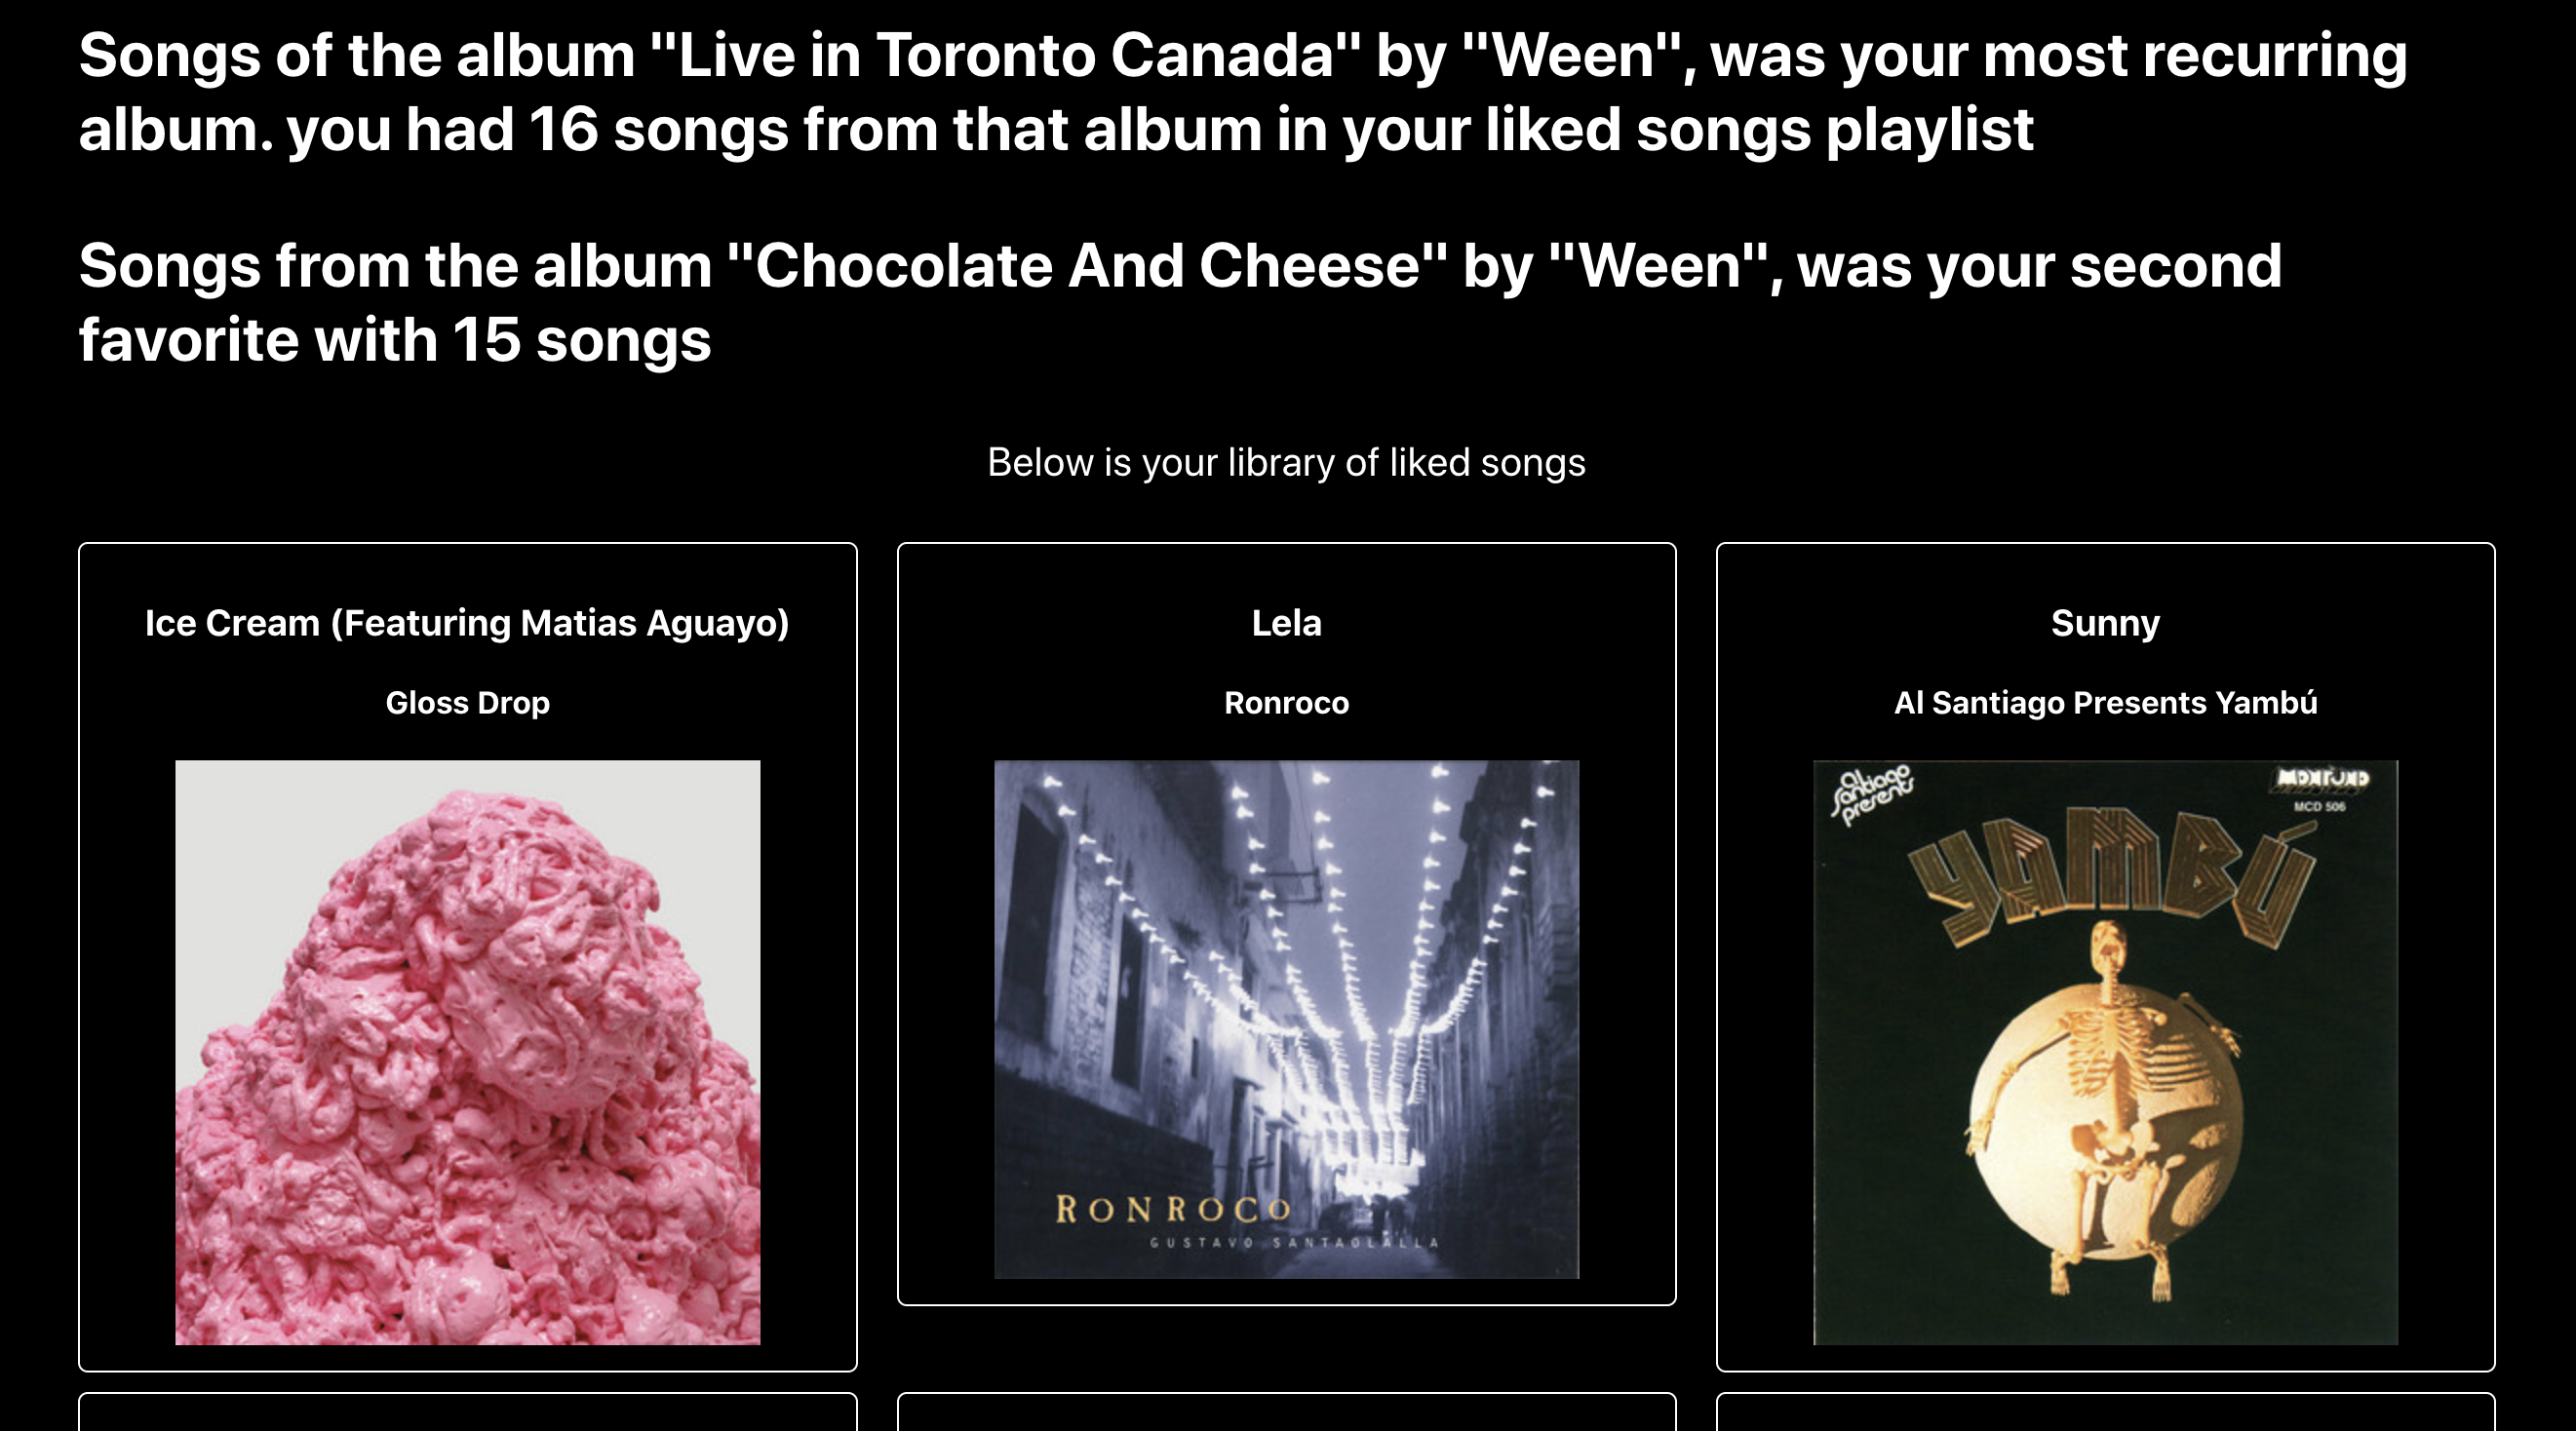 Songs of the album "Live in Toronto Canada" by "Ween", was your most recurring
album. you had 16 songs from that album in your liked songs playlist
Songs from the album "Chocolate And Cheese" by "Ween", was your second
favorite with 15 songs
Below is your library of liked songs
Ice Cream (Featuring Matias Aguayo)
Gloss Drop
Lela
Ronroco
RONROCO
GUSTAVO SANTAOLALLA
Sunny
Al Santiago Presents Yambú
al
santiago
presents
MCD 506
YAMBÚ